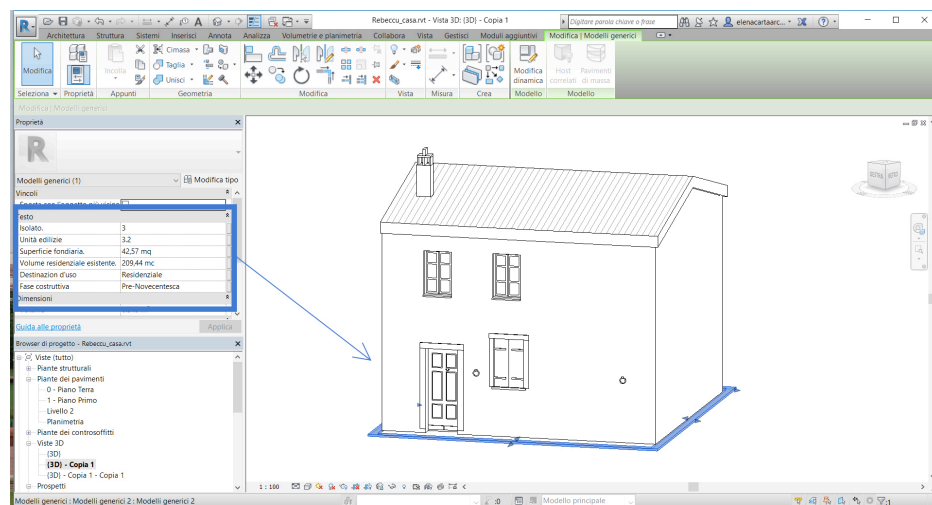 Rebeccu_casa.rvt - Vista 3D: {3D} - Copia 1
Digitare parola chiave o frase
elenacartaarc...
Architettura Struttura Sistemi Inserisci Annota Analizza Volumetrie e planimetria Collabora Vista Gestisci Moduli aggiuntivi Modifica | Modelli generici
Modifica
Incolla
Cimasa
Taglia
Unisci
Modifica dinamica
Host correlati
Pavimenti di massa
Seleziona Proprietà Appunti Geometria Modifica Vista Misura Crea Modello Modello
Modifica | Modelli generici
Proprietà
R
Modelli generici (1)
Modifica tipo
Vincoli
Testo
Isolato. 3
Unità edilizie 3.2
Superficie fondiaria. 42,57 mq
Volume residenziale esistente. 209,44 mc
Destinazion d'uso Residenziale
Fase costruttiva Pre-Novecentesca
Dimensioni
Guida alle proprietà
Applica
Browser di progetto - Rebeccu_casa.rvt
Viste (tutto)
Piante strutturali
Piante dei pavimenti
0 - Piano Terra
1 - Piano Primo
Livello 2
Planimetria
Piante dei controsoffitti
Viste 3D
{3D}
{3D} - Copia 1
{3D} - Copia 1 - Copia 1
Prospetti
1 : 100
Modelli generici : Modelli generici 2 : Modelli generici 2
:0
Modello principale
:1